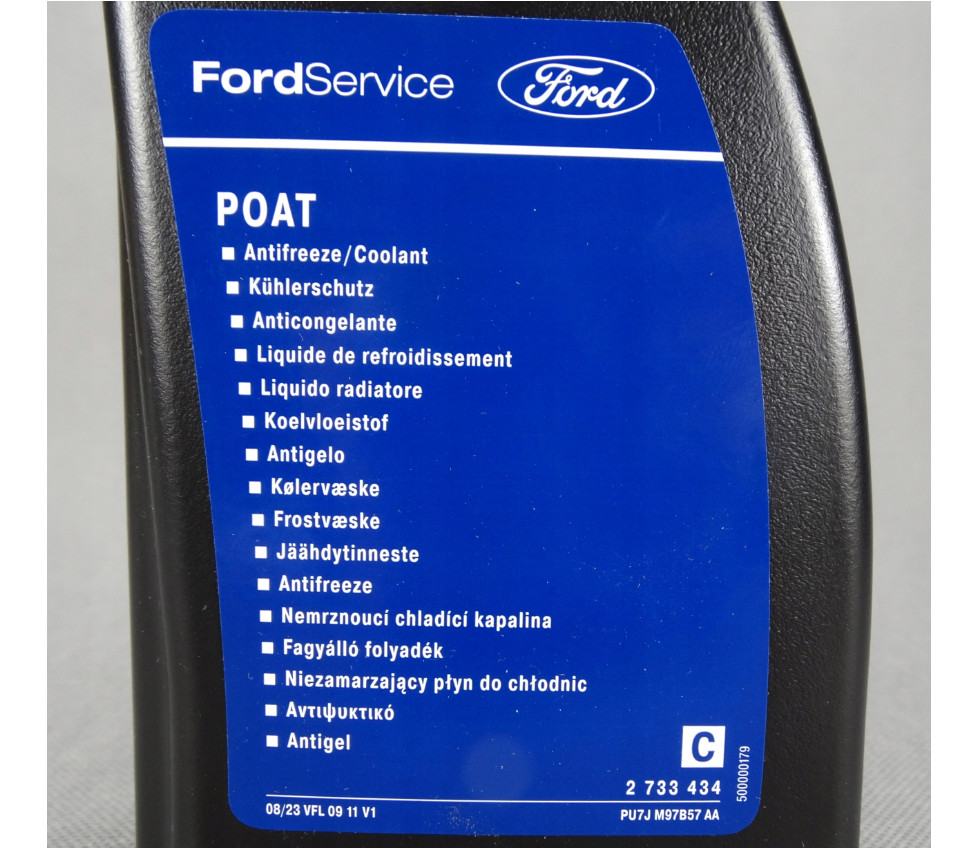 FordService Ford
POAT
■ Antifreeze/Coolant
■ Kühlerschutz
■ Anticongelante
■ Liquide de refroidissement
■ Liquido radiatore
■ Koelvloeistof
■ Antigelo
■ Kølervæske
■ Frostvæske
■ Jäähdytinneste
■ Antifreeze
■ Nemrznoucí chladící kapalina
■ Fagyálló folyadék
■ Niezamarzający płyn do chłodnic
■ Αντιψυκτικό
■ Antigel
C
2 733 434
500000179
08/23 VFL 09 11 V1 PU7J M97B57 AA